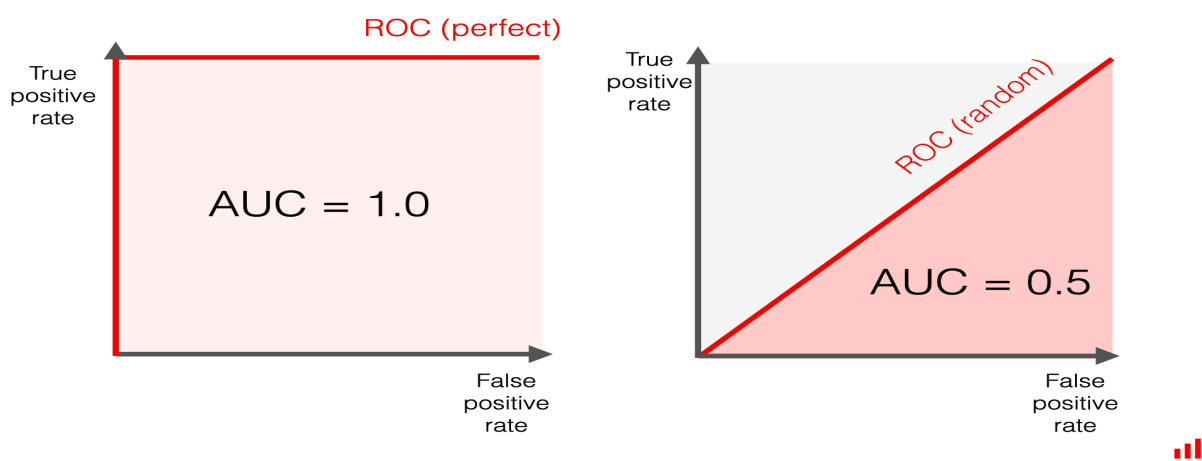 ROC (perfect)
True
positive
rate
AUC = 1.0
False
positive
rate
True
positive
rate
ROC (random)
AUC = 0.5
False
positive
rate